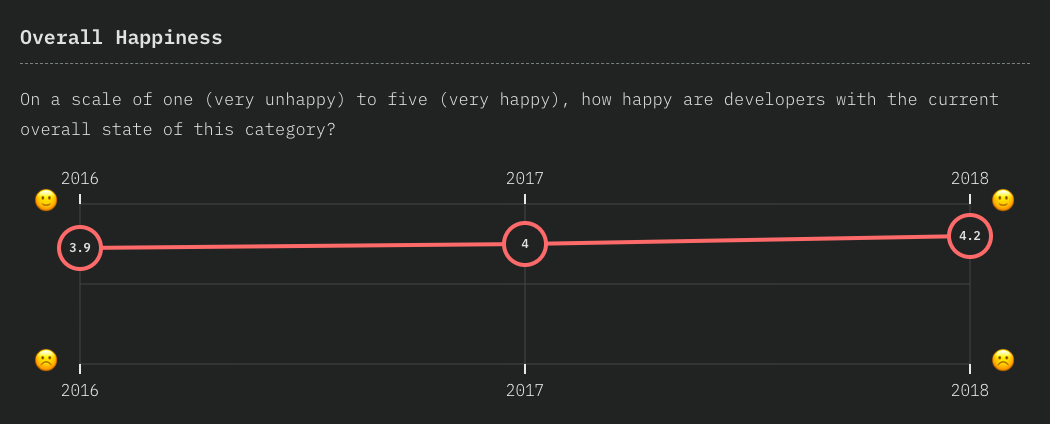 Overall Happiness
On a scale of one (very unhappy) to five (very happy), how happy are developers with the current
overall state of this category?
2016 2017 2018
3.9 4 4.2
2016 2017 2018